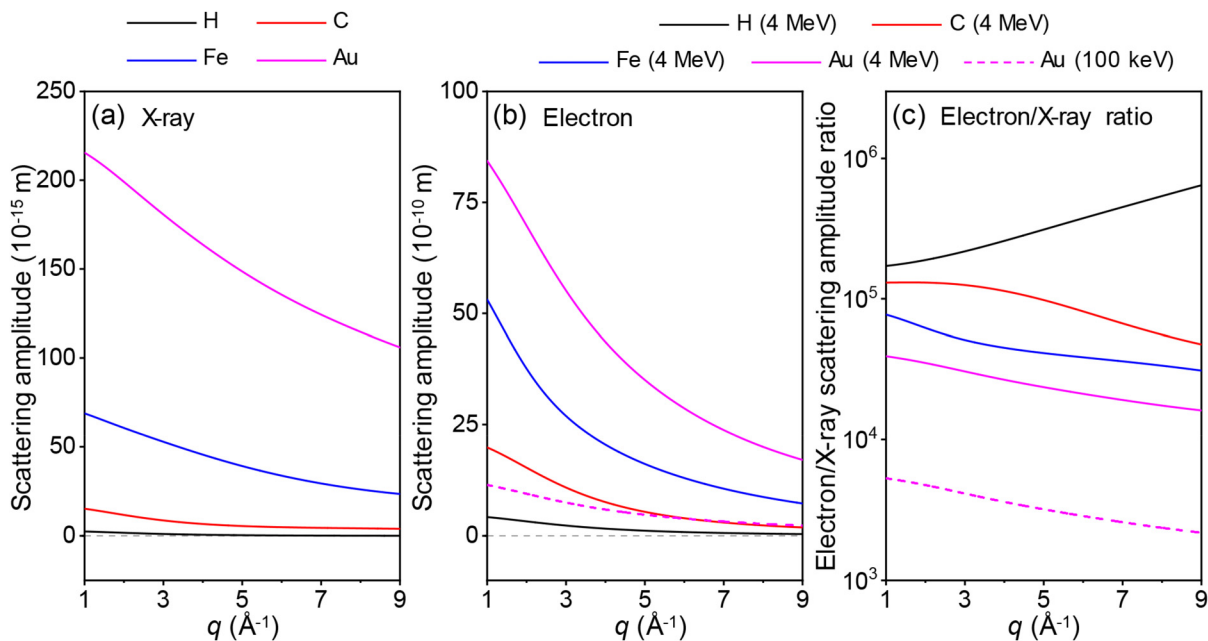 H C
Fe Au
H (4 MeV) C (4 MeV)
Fe (4 MeV) Au (4 MeV) Au (100 keV)
(a) X-ray
Scattering amplitude (10⁻¹⁵ m)
250
200
150
100
50
0
1 3 5 7 9
q (Å⁻¹)
(b) Electron
Scattering amplitude (10⁻¹⁰ m)
100
75
50
25
0
1 3 5 7 9
q (Å⁻¹)
(c) Electron/X-ray ratio
Electron/X-ray scattering amplitude ratio
10⁶
10⁵
10⁴
10³
1 3 5 7 9
q (Å⁻¹)